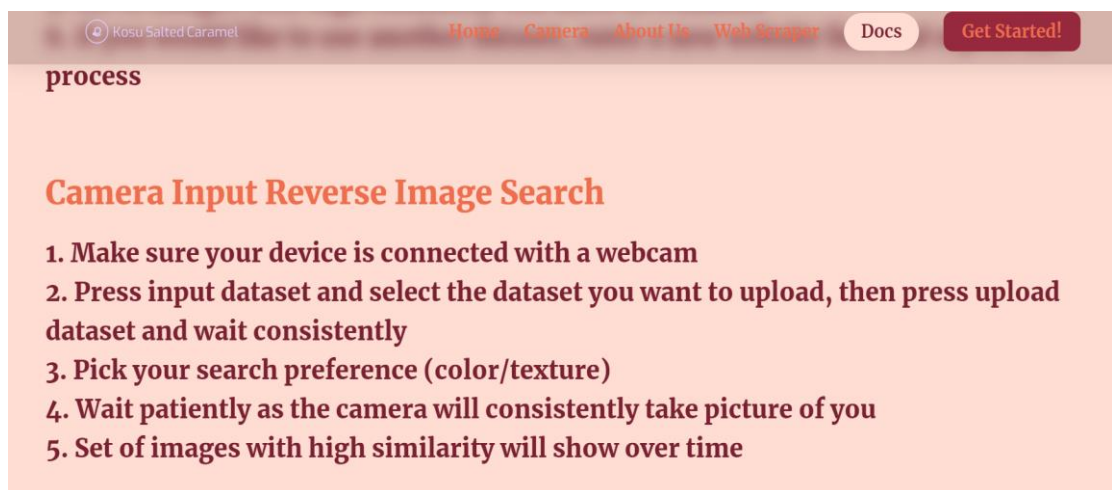 Kosu Salted Caramel
Home Camera About Us Web Scraper Docs Get Started!
process
Camera Input Reverse Image Search
1. Make sure your device is connected with a webcam
2. Press input dataset and select the dataset you want to upload, then press upload
dataset and wait consistently
3. Pick your search preference (color/texture)
4. Wait patiently as the camera will consistently take picture of you
5. Set of images with high similarity will show over time